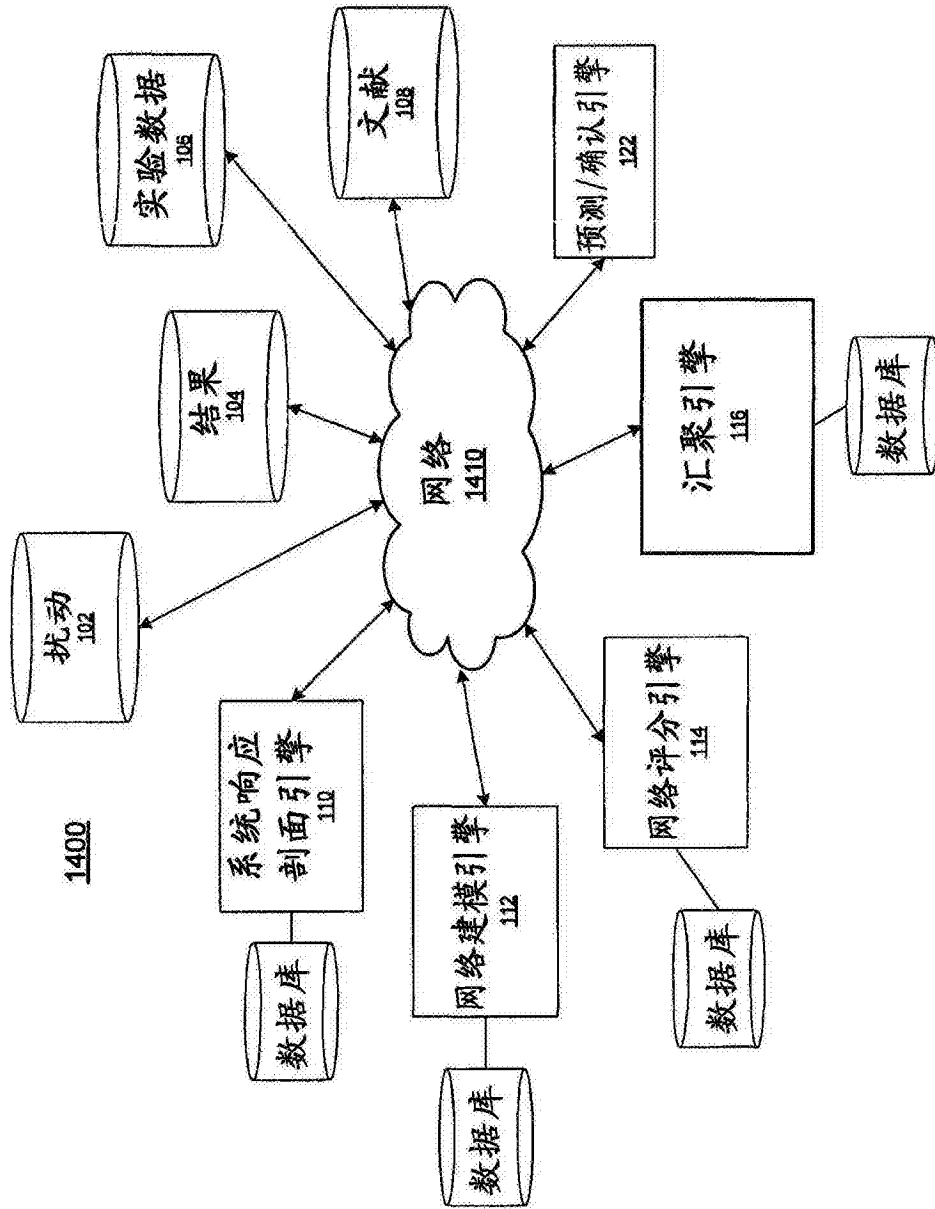 1400
扰动
102
结果
104
实验数据
106
文献
108
系统响应
剖面引擎
110
数据库
网络
1410
预测/确认引擎
122
网络建模引擎
112
数据库
网络评分引擎
114
数据库
汇聚引擎
116
数据库